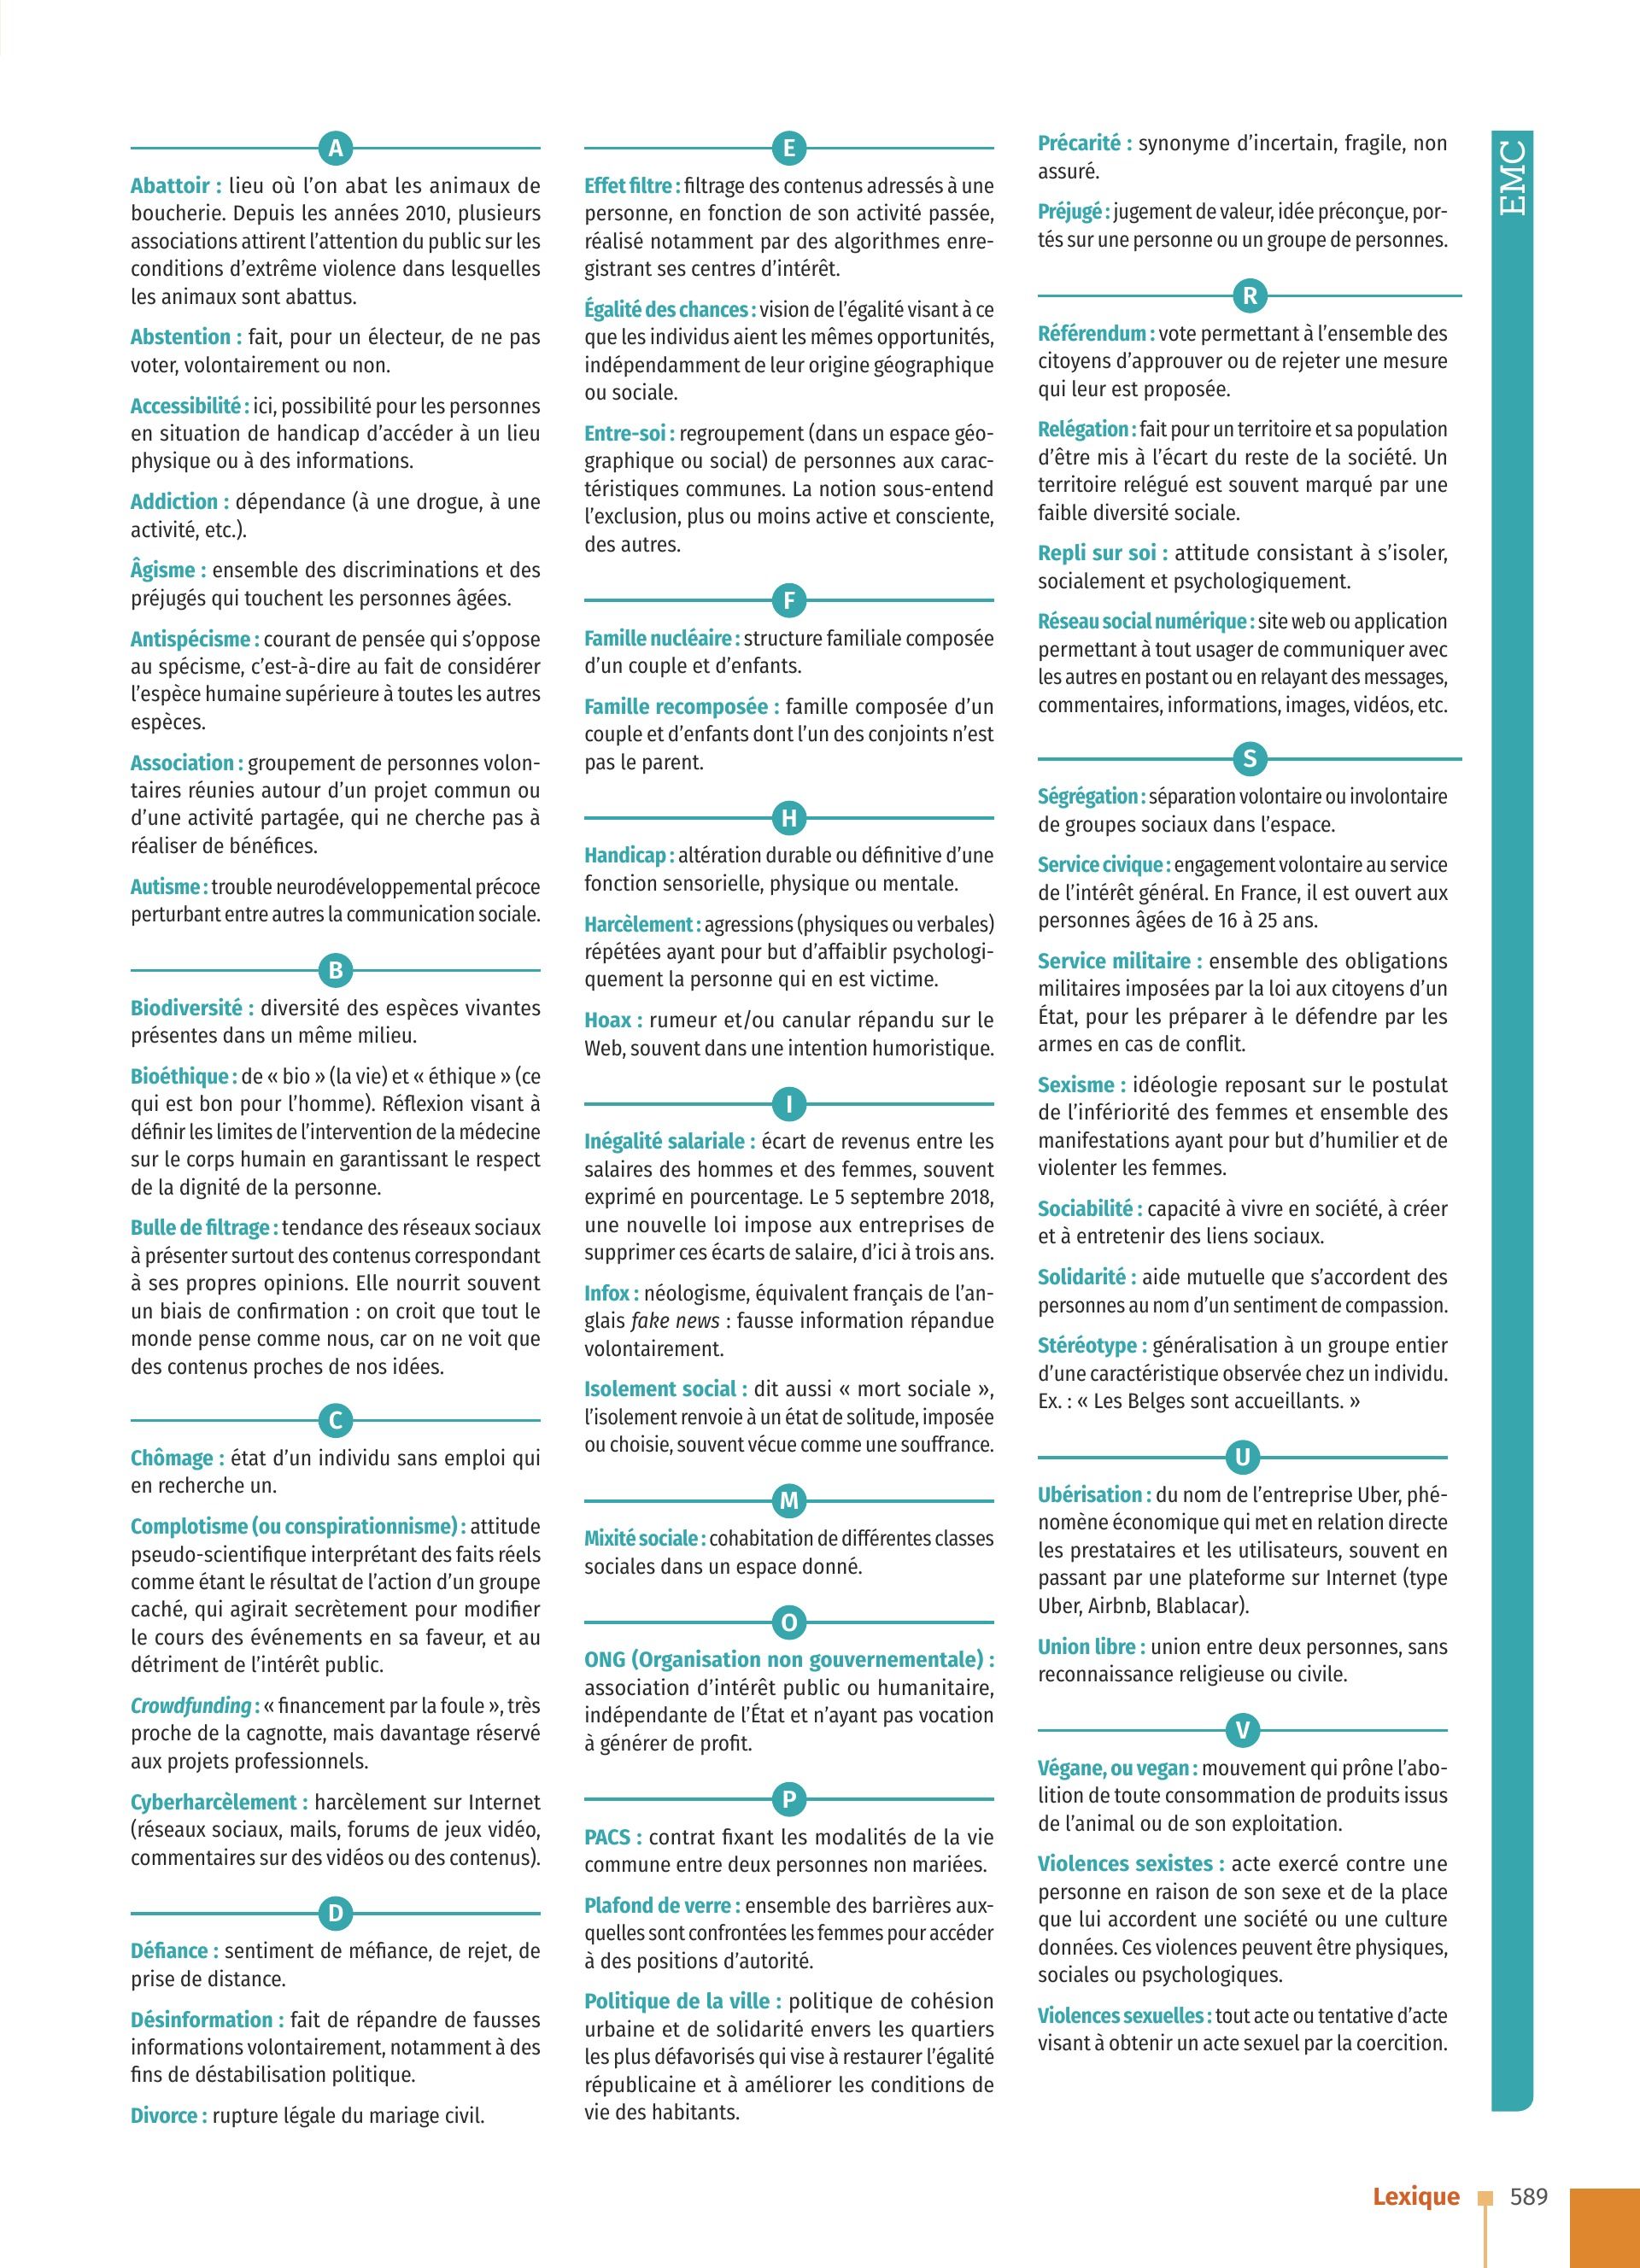 A
Abattoir : lieu où l’on abat les animaux de
boucherie. Depuis les années 2010, plusieurs
associations attirent l’attention du public sur les
conditions d’extrême violence dans lesquelles
les animaux sont abattus.
Abstention : fait, pour un électeur, de ne pas
voter, volontairement ou non.
Accessibilité : ici, possibilité pour les personnes
en situation de handicap d’accéder à un lieu
physique ou à des informations.
Addiction : dépendance (à une drogue, à une
activité, etc.).
Âgisme : ensemble des discriminations et des
préjugés qui touchent les personnes âgées.
Antispécisme : courant de pensée qui s’oppose
au spécisme, c’est-à-dire au fait de considérer
l’espèce humaine supérieure à toutes les autres
espèces.
Association : groupement de personnes volon-
taires réunies autour d’un projet commun ou
d’une activité partagée, qui ne cherche pas à
réaliser de bénéfices.
Autisme : trouble neurodéveloppemental précoce
perturbant entre autres la communication sociale.
B
Biodiversité : diversité des espèces vivantes
présentes dans un même milieu.
Bioéthique : de « bio » (la vie) et « éthique » (ce
qui est bon pour l’homme). Réflexion visant à
définir les limites de l’intervention de la médecine
sur le corps humain en garantissant le respect
de la dignité de la personne.
Bulle de filtrage : tendance des réseaux sociaux
à présenter surtout des contenus correspondant
à ses propres opinions. Elle nourrit souvent
un biais de confirmation : on croit que tout le
monde pense comme nous, car on ne voit que
des contenus proches de nos idées.
C
Chômage : état d’un individu sans emploi qui
en recherche un.
Complotisme (ou conspirationnisme) : attitude
pseudo-scientifique interprétant des faits réels
comme étant le résultat de l’action d’un groupe
caché, qui agirait secrètement pour modifier
le cours des événements en sa faveur, et au
détriment de l’intérêt public.
Crowdfunding : « financement par la foule », très
proche de la cagnotte, mais davantage réservé
aux projets professionnels.
Cyberharcèlement : harcèlement sur Internet
(réseaux sociaux, mails, forums de jeux vidéo,
commentaires sur des vidéos ou des contenus).
D
Défiance : sentiment de méfiance, de rejet, de
prise de distance.
Désinformation : fait de répandre de fausses
informations volontairement, notamment à des
fins de déstabilisation politique.
Divorce : rupture légale du mariage civil.
E
Effet filtre : filtrage des contenus adressés à une
personne, en fonction de son activité passée,
réalisé notamment par des algorithmes enre-
gistrant ses centres d’intérêt.
Égalité des chances : vision de l’égalité visant à ce
que les individus aient les mêmes opportunités,
indépendamment de leur origine géographique
ou sociale.
Entre-soi : regroupement (dans un espace géo-
graphique ou social) de personnes aux carac-
téristiques communes. La notion sous-entend
l’exclusion, plus ou moins active et consciente,
des autres.
F
Famille nucléaire : structure familiale composée
d’un couple et d’enfants.
Famille recomposée : famille composée d’un
couple et d’enfants dont l’un des conjoints n’est
pas le parent.
H
Handicap : altération durable ou définitive d’une
fonction sensorielle, physique ou mentale.
Harcèlement : agressions (physiques ou verbales)
répétées ayant pour but d’affaiblir psychologi-
quement la personne qui en est victime.
Hoax : rumeur et/ou canular répandu sur le
Web, souvent dans une intention humoristique.
I
Inégalité salariale : écart de revenus entre les
salaires des hommes et des femmes, souvent
exprimé en pourcentage. Le 5 septembre 2018,
une nouvelle loi impose aux entreprises de
supprimer ces écarts de salaire, d’ici à trois ans.
Infox : néologisme, équivalent français de l’an-
glais fake news : fausse information répandue
volontairement.
Isolement social : dit aussi « mort sociale »,
l’isolement renvoie à un état de solitude, imposée
ou choisie, souvent vécue comme une souffrance.
M
Mixité sociale : cohabitation de différentes classes
sociales dans un espace donné.
O
ONG (Organisation non gouvernementale) :
association d’intérêt public ou humanitaire,
indépendante de l’État et n’ayant pas vocation
à générer de profit.
P
PACS : contrat fixant les modalités de la vie
commune entre deux personnes non mariées.
Plafond de verre : ensemble des barrières aux-
quelles sont confrontées les femmes pour accéder
à des positions d’autorité.
Politique de la ville : politique de cohésion
urbaine et de solidarité envers les quartiers
les plus défavorisés qui vise à restaurer l’égalité
républicaine et à améliorer les conditions de
vie des habitants.
Précarité : synonyme d’incertain, fragile, non
assuré.
Préjugé : jugement de valeur, idée préconçue, por-
tés sur une personne ou un groupe de personnes.
R
Référendum : vote permettant à l’ensemble des
citoyens d’approuver ou de rejeter une mesure
qui leur est proposée.
Relégation : fait pour un territoire et sa population
d’être mis à l’écart du reste de la société. Un
territoire relégué est souvent marqué par une
faible diversité sociale.
Repli sur soi : attitude consistant à s’isoler,
socialement et psychologiquement.
Réseau social numérique : site web ou application
permettant à tout usager de communiquer avec
les autres en postant ou en relayant des messages,
commentaires, informations, images, vidéos, etc.
S
Ségrégation : séparation volontaire ou involontaire
de groupes sociaux dans l’espace.
Service civique : engagement volontaire au service
de l’intérêt général. En France, il est ouvert aux
personnes âgées de 16 à 25 ans.
Service militaire : ensemble des obligations
militaires imposées par la loi aux citoyens d’un
État, pour les préparer à le défendre par les
armes en cas de conflit.
Sexisme : idéologie reposant sur le postulat
de l’infériorité des femmes et ensemble des
manifestations ayant pour but d’humilier et de
violenter les femmes.
Sociabilité : capacité à vivre en société, à créer
et à entretenir des liens sociaux.
Solidarité : aide mutuelle que s’accordent des
personnes au nom d’un sentiment de compassion.
Stéréotype : généralisation à un groupe entier
d’une caractéristique observée chez un individu.
Ex. : « Les Belges sont accueillants. »
U
Ubérisation : du nom de l’entreprise Uber, phé-
nomène économique qui met en relation directe
les prestataires et les utilisateurs, souvent en
passant par une plateforme sur Internet (type
Uber, Airbnb, Blablacar).
Union libre : union entre deux personnes, sans
reconnaissance religieuse ou civile.
V
Végane, ou vegan : mouvement qui prône l’abo-
lition de toute consommation de produits issus
de l’animal ou de son exploitation.
Violences sexistes : acte exercé contre une
personne en raison de son sexe et de la place
que lui accordent une société ou une culture
données. Ces violences peuvent être physiques,
sociales ou psychologiques.
Violences sexuelles : tout acte ou tentative d’acte
visant à obtenir un acte sexuel par la coercition.
EMC
Lexique 589